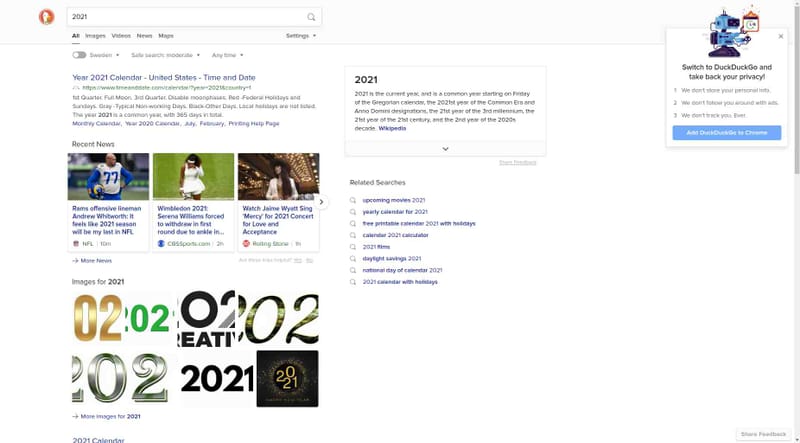 2021
All Images Videos News Maps Settings
Sweden Safe search: moderate Any time
Year 2021 Calendar - United States - Time and Date
https://www.timeanddate.com/calendar/?year=2021&country=1
1st Quarter. Full Moon. 3rd Quarter. Disable moonphases. Red-Federal Holidays and
Sundays. Gray-Typical Non-working Days. Black-Other Days. Local holidays are not listed.
The year 2021 is a common year, with 365 days in total.
Monthly Calendar, Year 2020 Calendar, July, February, Printing Help Page
Recent News
77
Rams offensive lineman
Andrew Whitworth: It
feels like 2021 season
will be my last in NFL
NFL | 10m
Wimbledon 2021:
Serena Williams forced
to withdraw in first
round due to ankle in...
CBSSports.com | 2h
Watch Jaime Wyatt Sing
'Mercy' for 2021 Concert
for Love and
Acceptance
Rolling Stone | 1h
More News
Are these links helpful? Yes No
Images for 2021
02
202
02
REATIV
202
202
2021
2021
HAPPY NEW YEAR
More Images for 2021
2021 Calendar
2021
2021 is the current year, and is a common year starting on Friday
of the Gregorian calendar, the 2021st year of the Common Era and
Anno Domini designations, the 21st year of the 3rd millennium, the
21st year of the 21st century, and the 2nd year of the 2020s
decade. Wikipedia
Share Feedback
Related Searches
upcoming movies 2021
yearly calendar for 2021
free printable calendar 2021 with holidays
calendar 2021 calculator
2021 films
daylight savings 2021
national day of calendar 2021
2021 calendar with holidays
Switch to DuckDuckGo and
take back your privacy!
1 We don't store your personal info.
2 We don't follow you around with ads.
3 We don't track you. Ever.
Add DuckDuckGo to Chrome
Share Feedback